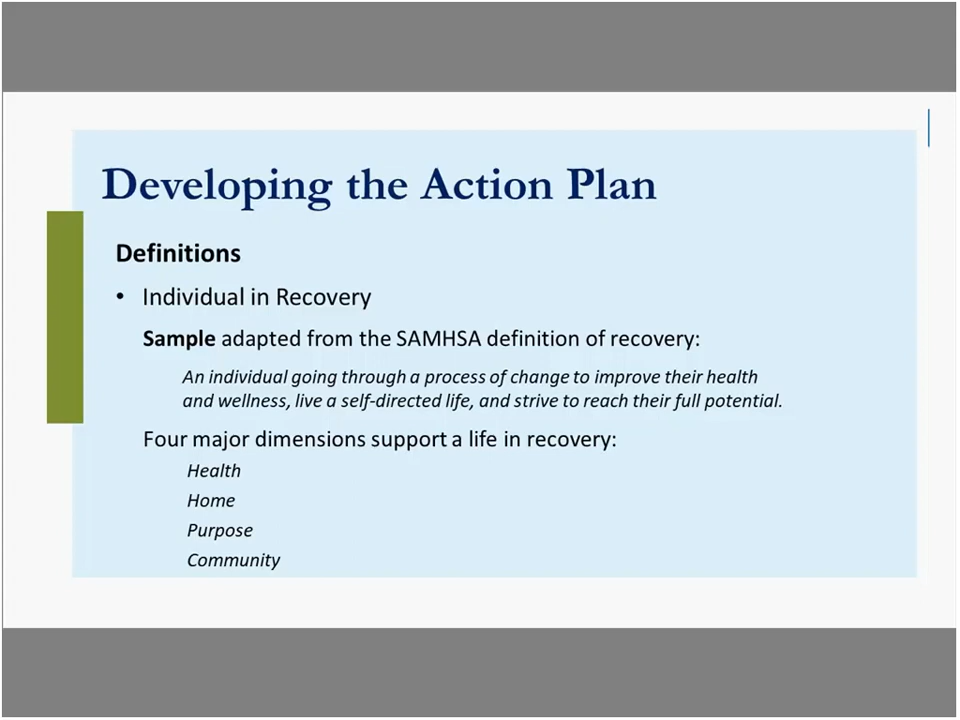 Developing the Action Plan
Definitions
• Individual in Recovery
Sample adapted from the SAMHSA definition of recovery:
An individual going through a process of change to improve their health
and wellness, live a self-directed life, and strive to reach their full potential.
Four major dimensions support a life in recovery:
Health
Home
Purpose
Community